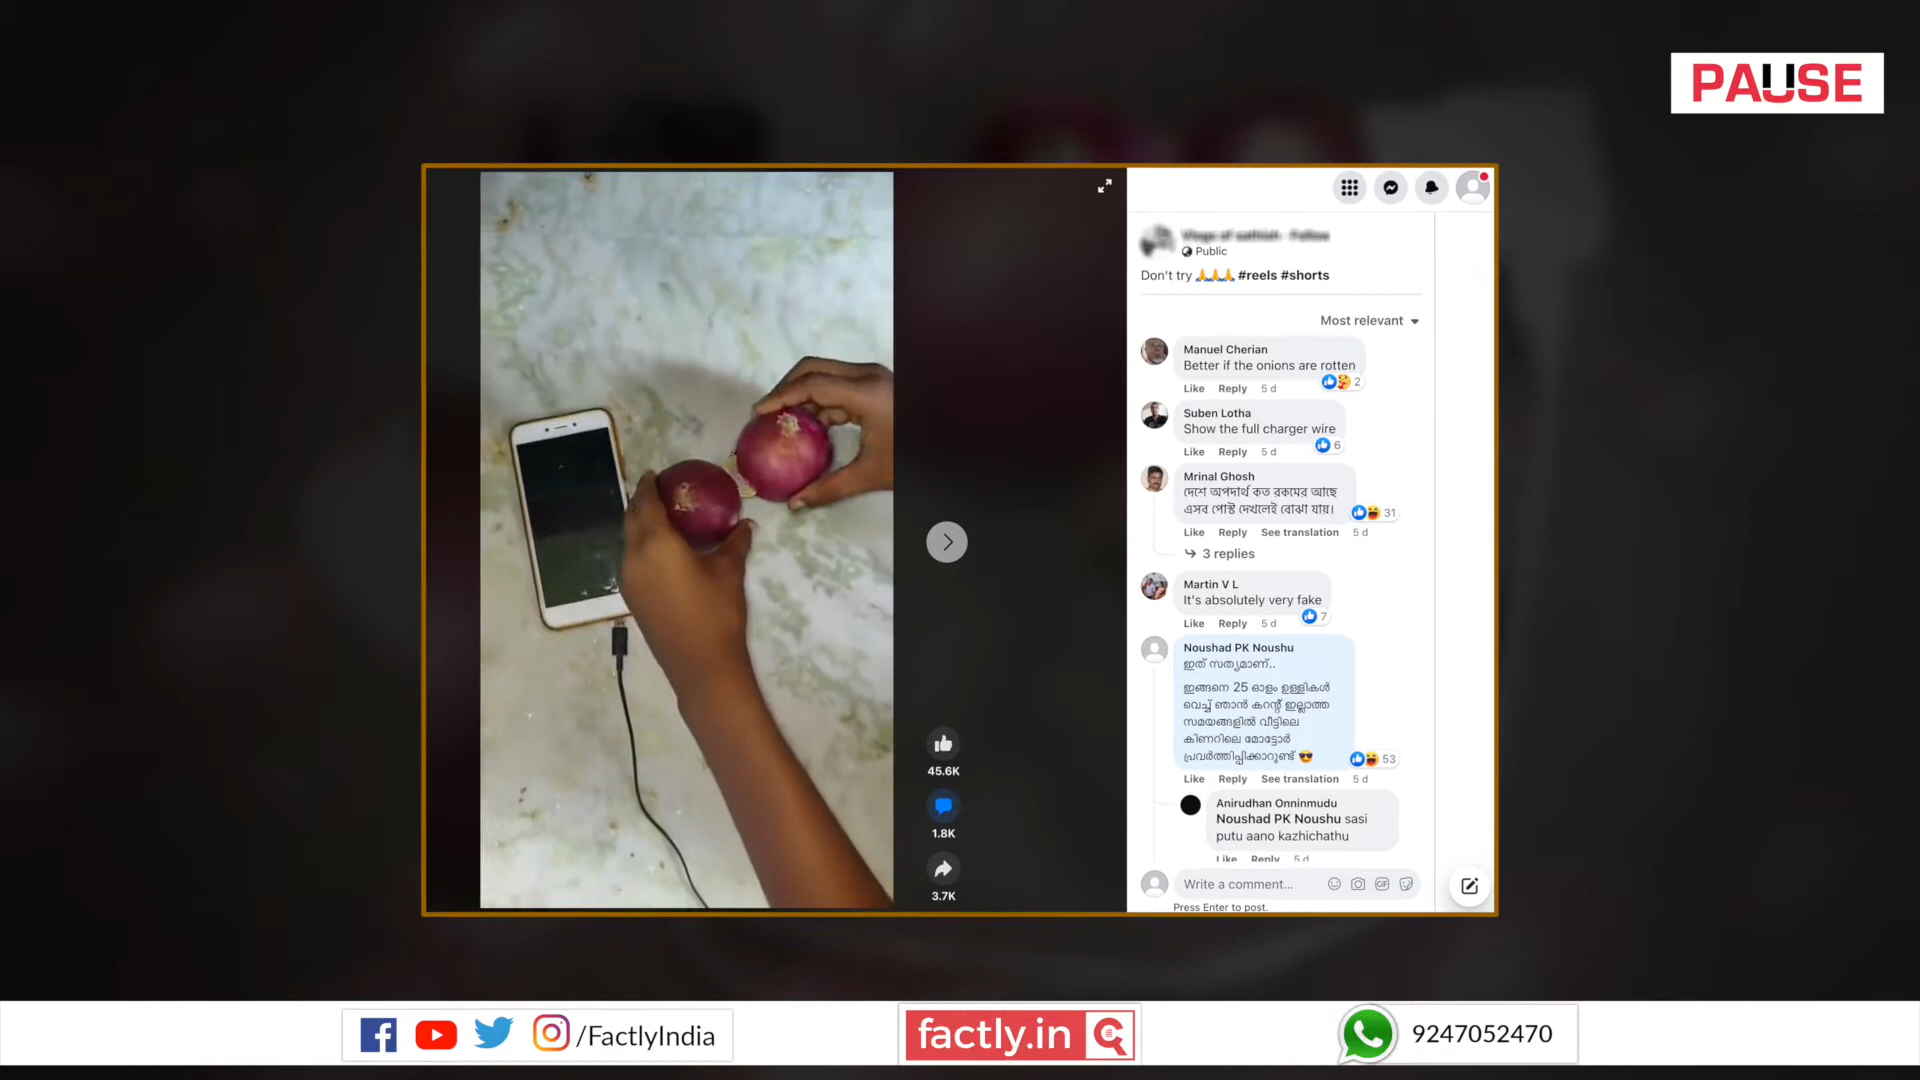 PAUSE
Public
Don't try 🙏🙏🙏 #reels #shorts
Most relevant
Manuel Cherian
Better if the onions are rotten
Like Reply 5 d
2
Suben Lotha
Show the full charger wire
6
Like Reply 5 d
Mrinal Ghosh
দেশে অপদার্থ কত রকমের আছে
এসব পোস্ট দেখলেই বোঝা যায়।
31
Like Reply See translation 5 d
3 replies
Martin V L
It's absolutely very fake
7
Like Reply 5 d
Noushad PK Noushu
ഇത് സത്യമാണ്..
ഇങ്ങനെ 25 ഓളം ഉള്ളികൾ
വെച്ച് ഞാൻ കറന്റ് ഇല്ലാത്ത
സമയങ്ങളിൽ വീട്ടിലെ
കിണറിലെ മോട്ടോർ
പ്രവർത്തിപ്പിക്കാറുണ്ട് 😎
53
Like Reply See translation 5 d
Anirudhan Onninmudu
Noushad PK Noushu sasi
putu aano kazhichathu
Like Reply 5 d
Write a comment...
GIF
Press Enter to post.
45.6K
1.8K
3.7K
/FactlyIndia
factly.in
9247052470